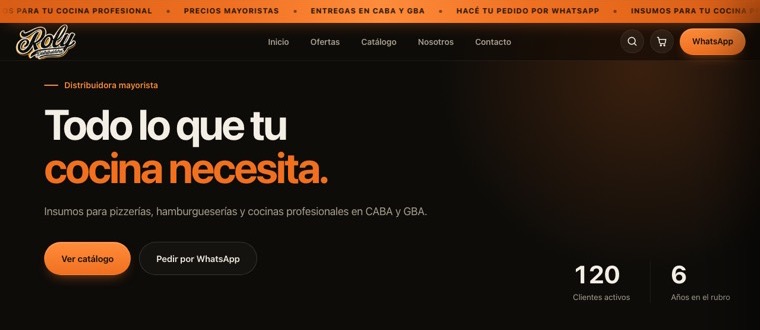 PARA TU COCINA PROFESIONAL • PRECIOS MAYORISTAS • ENTREGAS EN CABA Y GBA • HACÉ TU PEDIDO POR WHATSAPP • INSUMOS PARA TU COCINA
Roly
Inicio Ofertas Catálogo Nosotros Contacto
WhatsApp
Distribuidora mayorista
Todo lo que tu
cocina necesita.
Insumos para pizzerías, hamburgueserías y cocinas profesionales en CABA y GBA.
Ver catálogo Pedir por WhatsApp
120 6
Clientes activos Años en el rubro